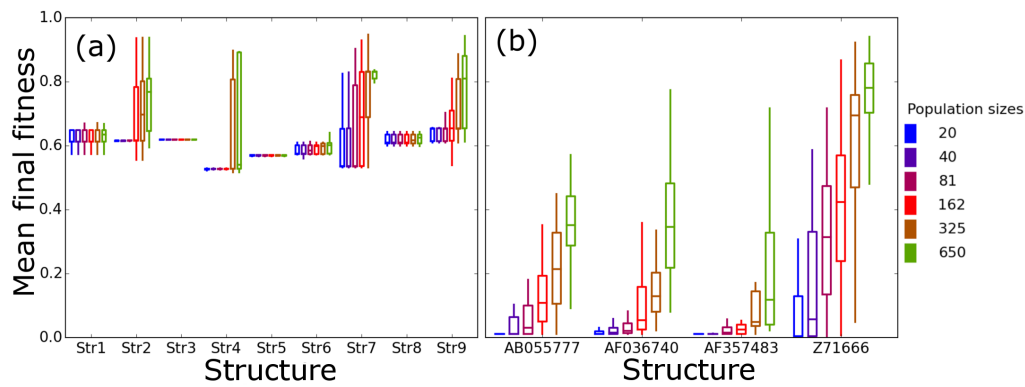 (a)
(b)
Mean final fitness
1.0
0.8
0.6
0.4
0.2
0.0
Str1 Str2 Str3 Str4 Str5 Str6 Str7 Str8 Str9
Structure
AB055777 AF036740 AF357483 Z71666
Structure
Population sizes
20
40
81
162
325
650